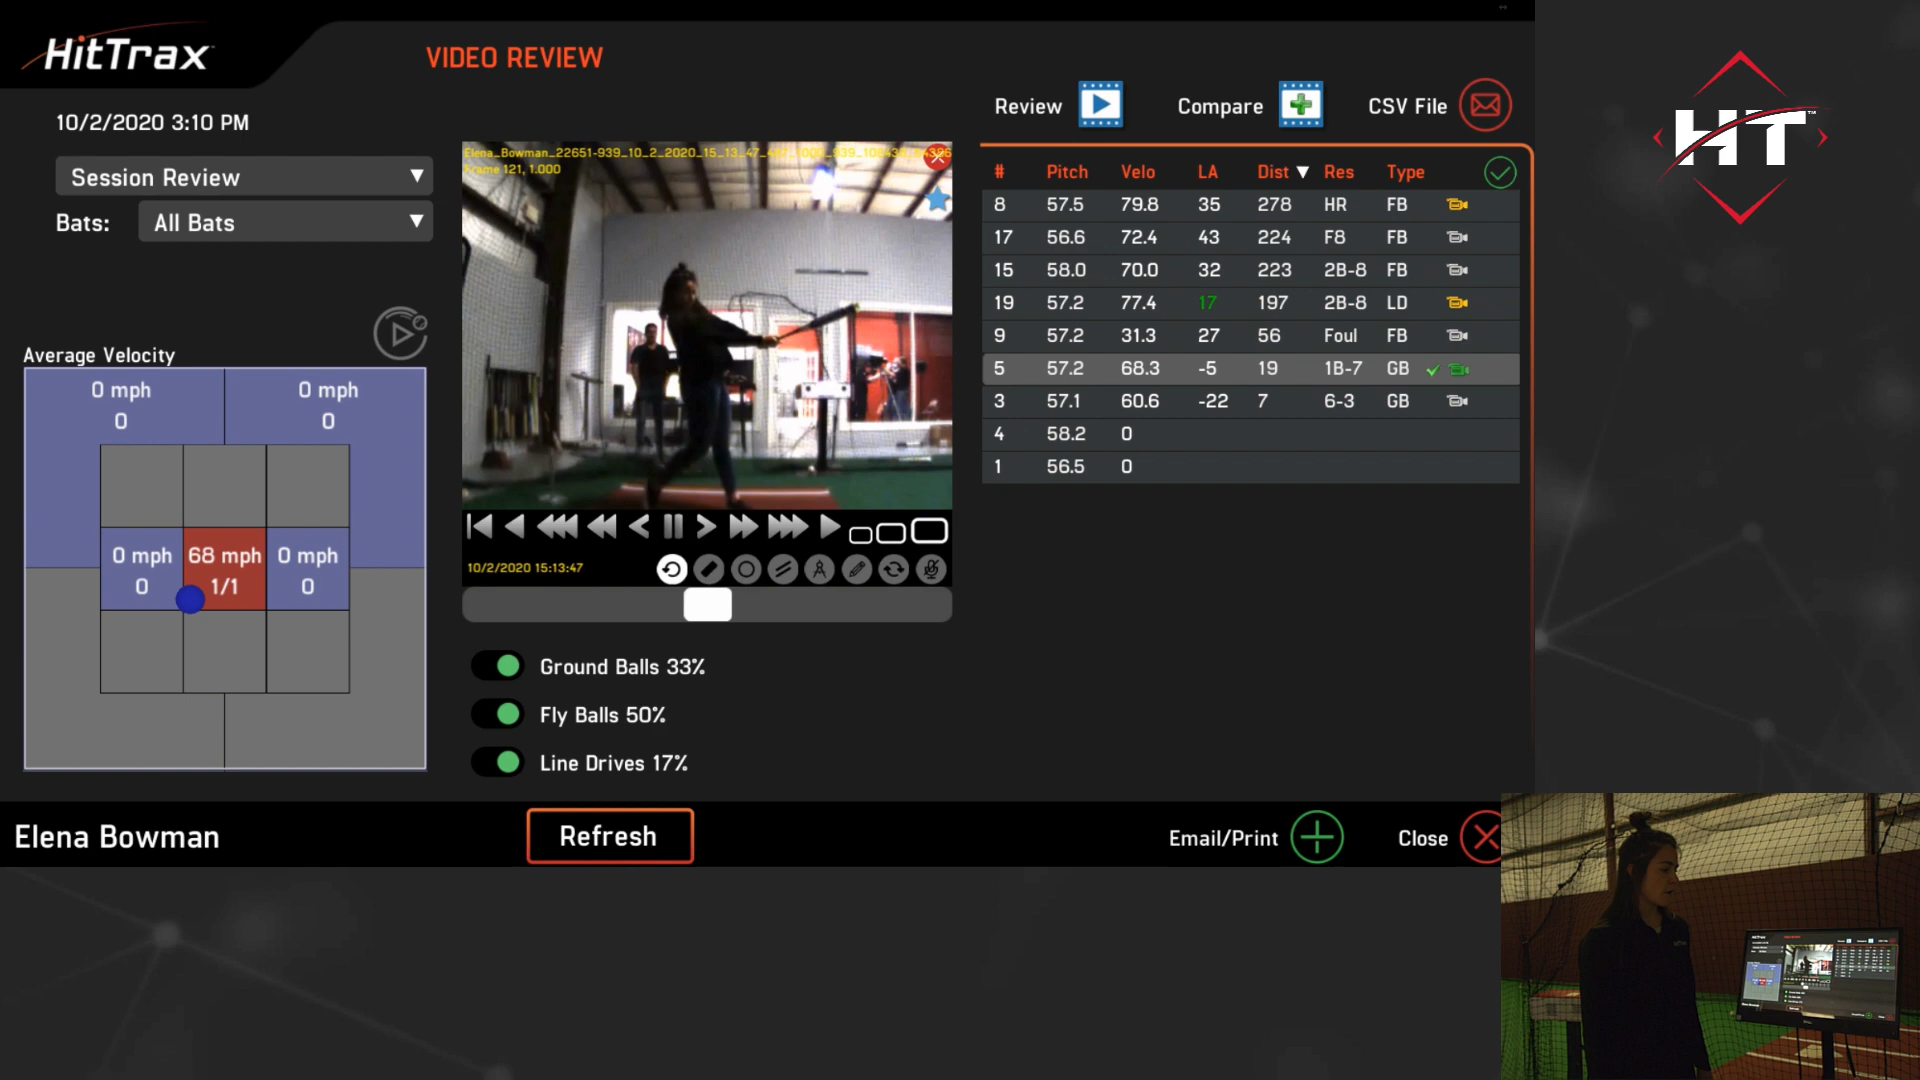 HitTrax
VIDEO REVIEW
10/2/2020 3:10 PM
Session Review
Bats: All Bats
Average Velocity
0 mph 0 mph
0 0
0 mph 68 mph 0 mph
0 1/1 0
Frame 121, 1.000
10/2/2020 15:13:47
Ground Balls 33%
Fly Balls 50%
Line Drives 17%
Review Compare CSV File
# Pitch Velo LA Dist Res Type
8 57.5 79.8 35 278 HR FB
17 56.6 72.4 43 224 F8 FB
15 58.0 70.0 32 223 2B-8 FB
19 57.2 77.4 17 197 2B-8 LD
9 57.2 31.3 27 56 Foul FB
5 57.2 68.3 -5 19 1B-7 GB
3 57.1 60.6 -22 7 6-3 GB
4 58.2 0
1 56.5 0
HT™
Elena Bowman
Refresh
Email/Print
Close